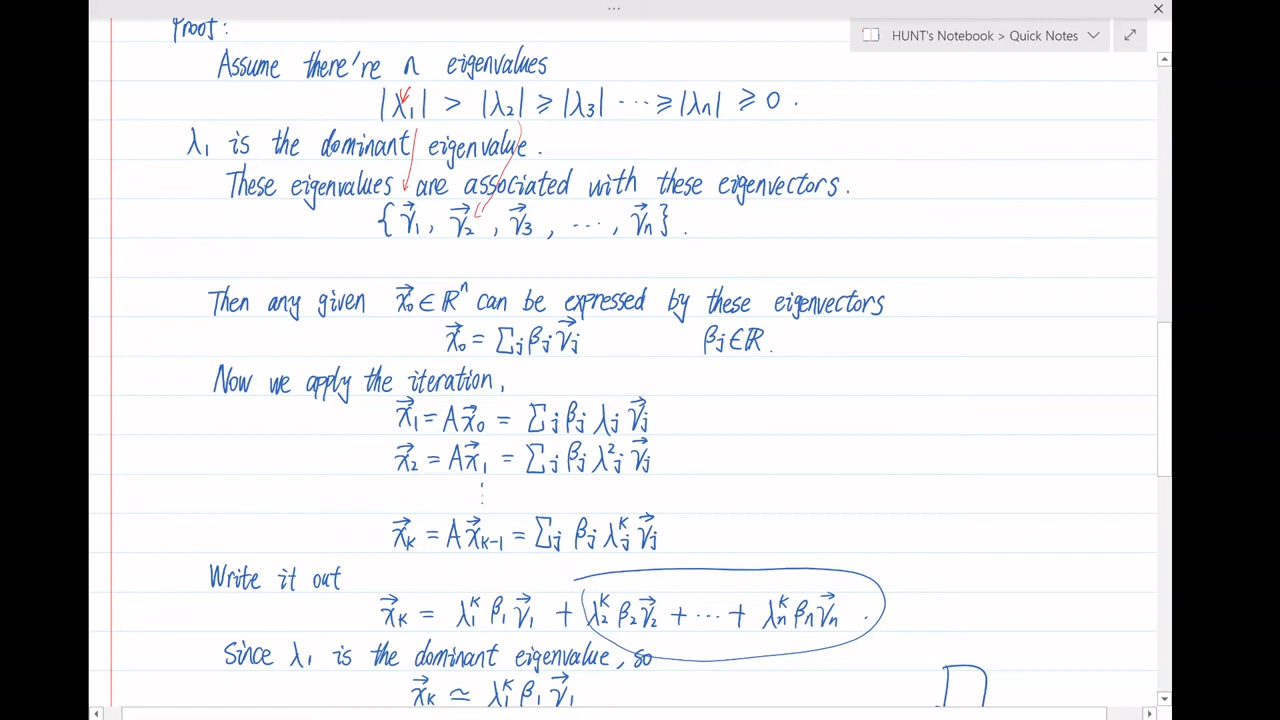 HUNT's Notebook > Quick Notes
Proof:
Assume there're n eigenvalues
|λ₁| > |λ₂| ≥ |λ₃| ⋯ ≥ |λn| ≥ 0 .
λ₁ is the dominant eigenvalue .
These eigenvalues are associated with these eigenvectors .
{ v⃗₁, v⃗₂ , v⃗₃ , ⋯ , v⃗n } .
Then any given x⃗₀ ∈ ℝⁿ can be expressed by these eigenvectors
x⃗₀ = Σj βj v⃗j βj ∈ ℝ .
Now we apply the iteration ,
x⃗₁ = A x⃗₀ = Σj βj λj v⃗j
x⃗₂ = A x⃗₁ = Σj βj λ²j v⃗j
⋮
x⃗k = A x⃗k-1 = Σj βj λᵏj v⃗j
Write it out
x⃗k = λ₁ᵏ β₁ v⃗₁ + λ₂ᵏ β₂ v⃗₂ + ⋯ + λnᵏ βn v⃗n .
Since λ₁ is the dominant eigenvalue , so
x⃗k ≃ λ₁ᵏ β₁ v⃗₁